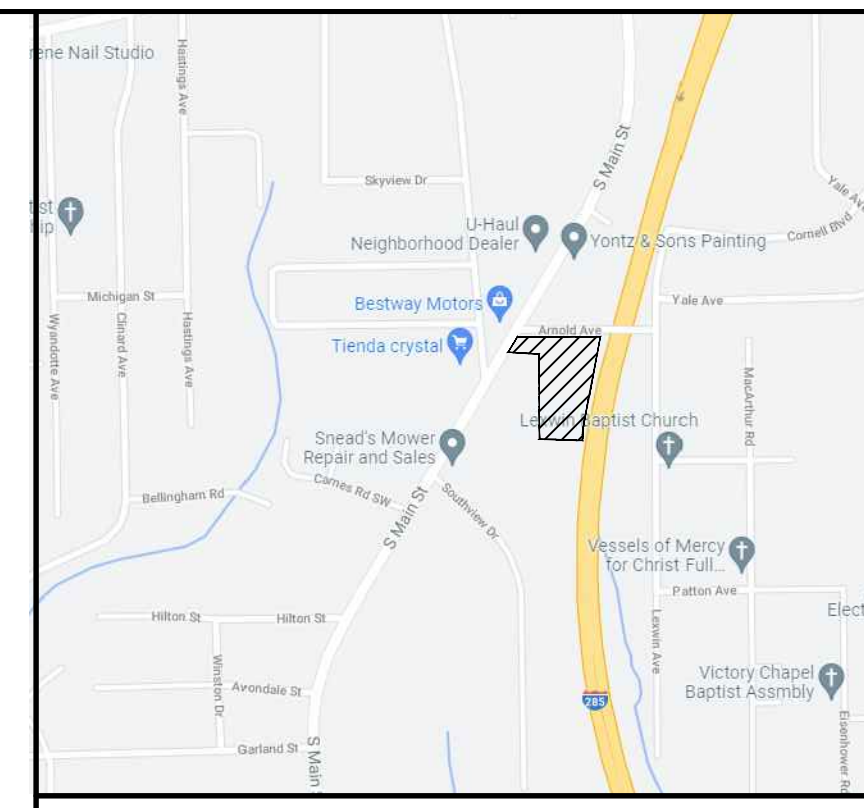 ene Nail Studio
Hastings Ave
S Main St
Skyview Dr
Yale Ave
tist
hip
U-Haul
Neighborhood Dealer
Yontz & Sons Painting
Cornell Blvd
Michigan St
Bestway Motors
Yale Ave
Wyandotte Ave
Clinard Ave
Hastings Ave
Arnold Ave
Tienda crystal
MacArthur Rd
Lexwin Baptist Church
Snead's Mower
Repair and Sales
Carnes Rd SW
Southview Dr
Bellingham Rd
S Main St
Vessels of Mercy
for Christ Full...
Patton Ave
Hilton St
Hilton St
Elect
Lexwin Ave
Winston Dr
Avondale St
Victory Chapel
Baptist Assmbly
285
Eisenhower Rd
Garland St
S Main